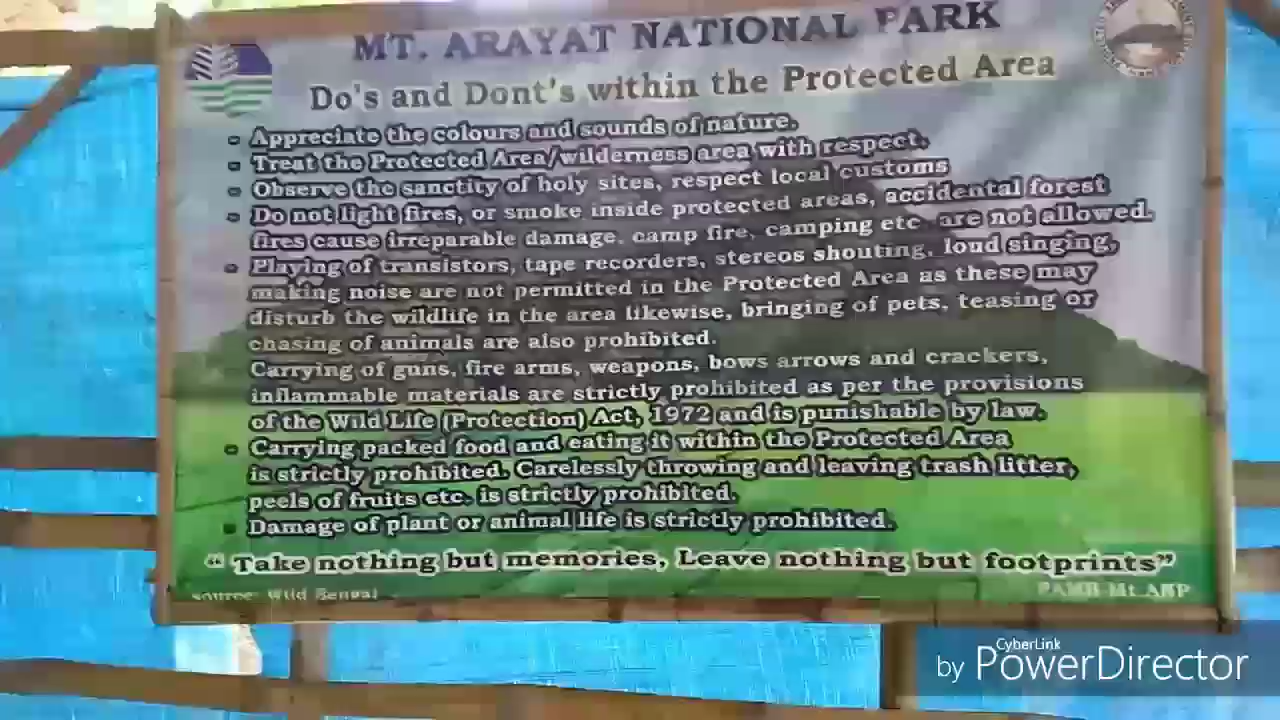 MT. ARAYAT NATIONAL PARK
Do's and Dont's within the Protected Area
Appreciate the colours and sounds of nature.
Treat the Protected Area/wilderness area with respect.
Observe the sanctity of holy sites, respect local customs
Do not light fires, or smoke inside protected areas, accidental forest
fires cause irreparable damage. camp fire, camping etc are not allowed.
Playing of transistors, tape recorders, stereos shouting, loud singing,
making noise are not permitted in the Protected Area as these may
disturb the wildlife in the area likewise, bringing of pets, teasing or
chasing of animals are also prohibited.
Carrying of guns, fire arms, weapons, bows arrows and crackers,
inflammable materials are strictly prohibited as per the provisions
of the Wild Life (Protection) Act, 1972 and is punishable by law.
Carrying packed food and eating it within the Protected Area
is strictly prohibited. Carelessly throwing and leaving trash litter,
peels of fruits etc. is strictly prohibited.
Damage of plant or animal life is strictly prohibited.
“Take nothing but memories, Leave nothing but footprints”
source: Wild Bengal
PAMB Mt.ANP
CyberLink
by PowerDirector